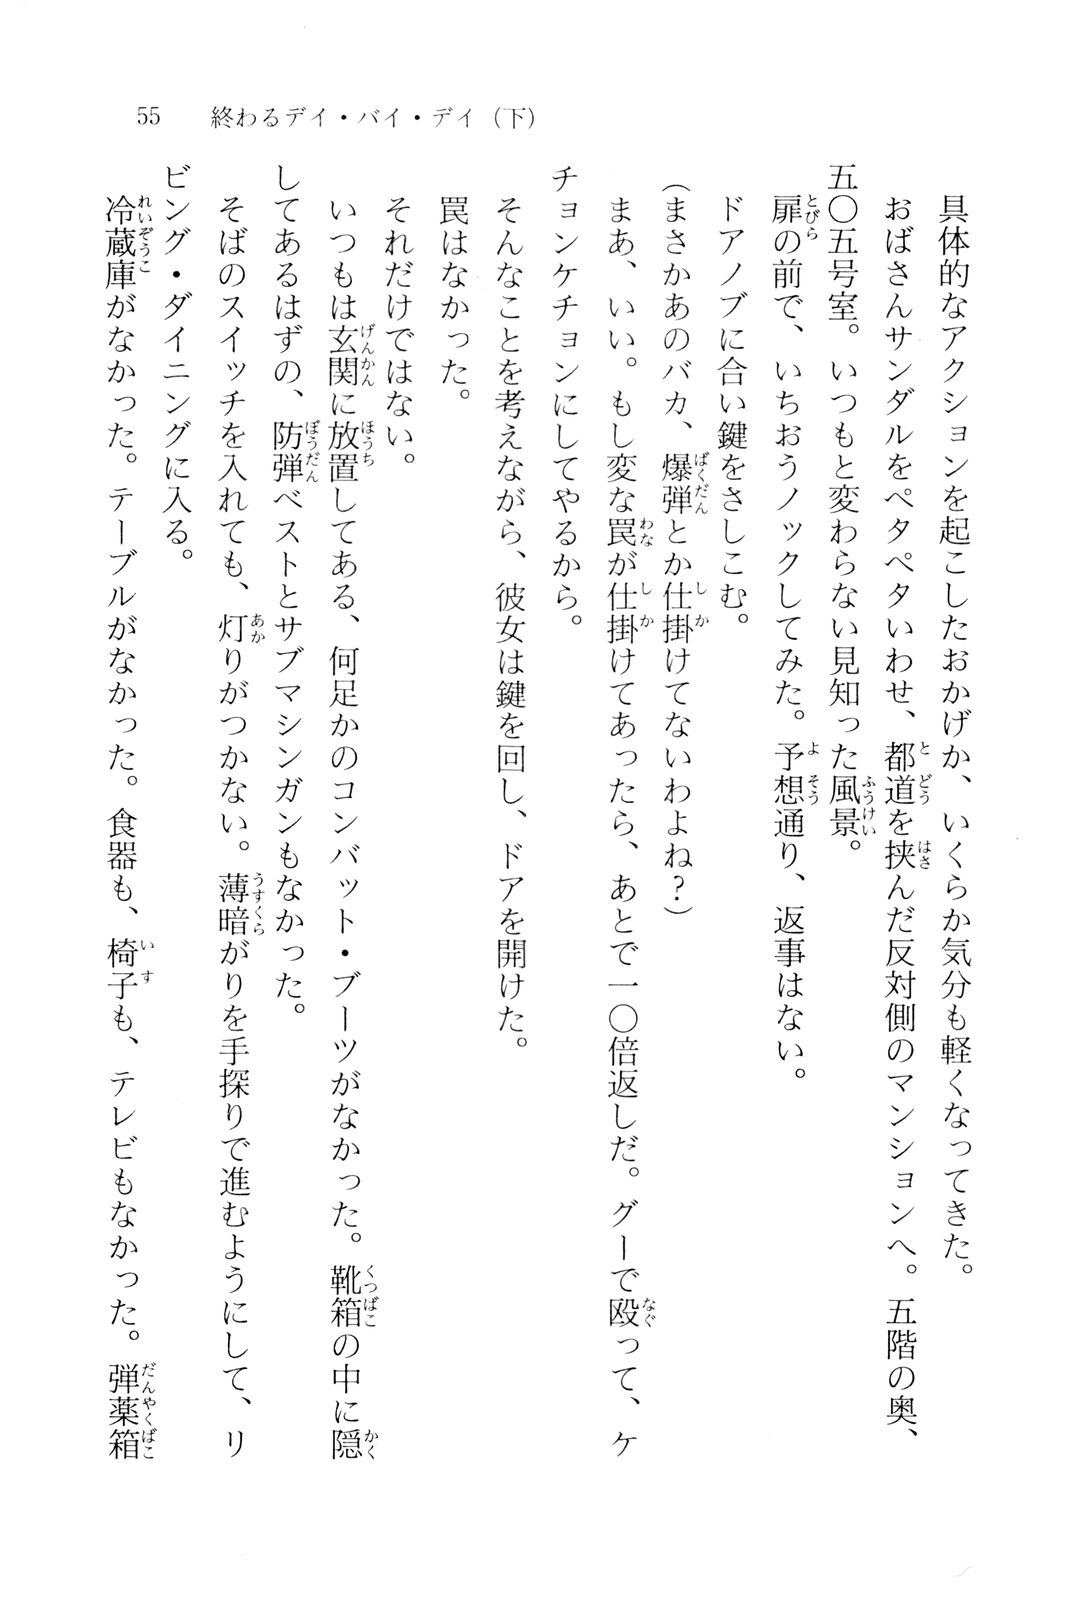 55　終わるデイ・バイ・デイ（下）
具体的なアクションを起こしたおかげか、いくらか気分も軽くなってきた。
おばさんサンダルをペタペタいわせ、都道を挟んだ反対側のマンションへ。五階の奥、
五〇五号室。いつもと変わらない見知った風景。
扉の前で、いちおうノックしてみた。予想通り、返事はない。
ドアノブに合い鍵をさしこむ。
（まさかあのバカ、爆弾とか仕掛けてないわよね？）
まあ、いい。もし変な罠が仕掛けてあったら、あとで一〇倍返しだ。グーで殴って、ケ
チョンケチョンにしてやるから。
そんなことを考えながら、彼女は鍵を回し、ドアを開けた。
罠はなかった。
それだけではない。
いつもは玄関に放置してある、何足かのコンバット・ブーツがなかった。靴箱の中に隠
してあるはずの、防弾ベストとサブマシンガンもなかった。
そばのスイッチを入れても、灯りがつかない。薄暗がりを手探りで進むようにして、リ
ビング・ダイニングに入る。
冷蔵庫がなかった。テーブルがなかった。食器も、椅子も、テレビもなかった。弾薬箱